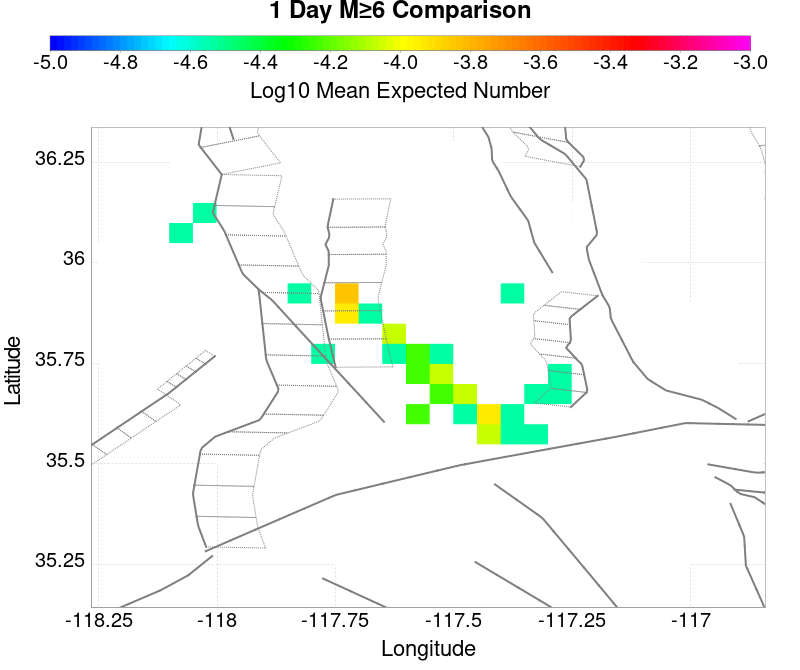 1 Day M≥6 Comparison
-5.0 -4.8 -4.6 -4.4 -4.2 -4.0 -3.8 -3.6 -3.4 -3.2 -3.0
Log10 Mean Expected Number
36.25
36
35.75
35.5
35.25
Latitude
-118.25 -118 -117.75 -117.5 -117.25 -117
Longitude